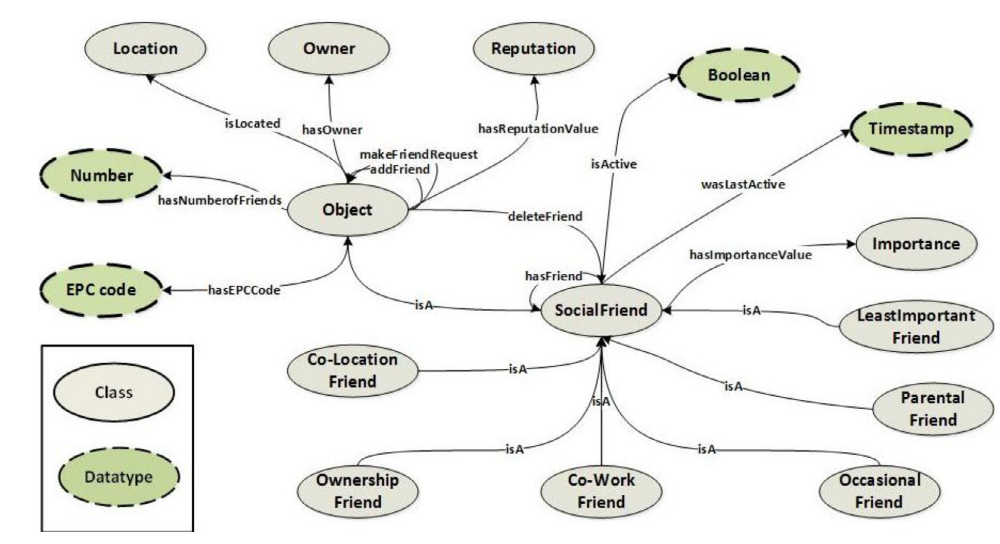 Location
Owner
Reputation
Boolean
Timestamp
isLocated
hasOwner
hasReputationValue
makeFriendRequest
addFriend
isActive
Number
wasLastActive
hasNumberofFriends
Object
deleteFriend
Importance
hasImportanceValue
EPC code
hasEPCCode
hasFriend
isA
SocialFriend
isA
LeastImportant
Friend
Co-Location
Friend
isA
isA
Parental
Friend
isA
Class
isA
isA
Datatype
Ownership
Friend
Co-Work
Friend
Occasional
Friend